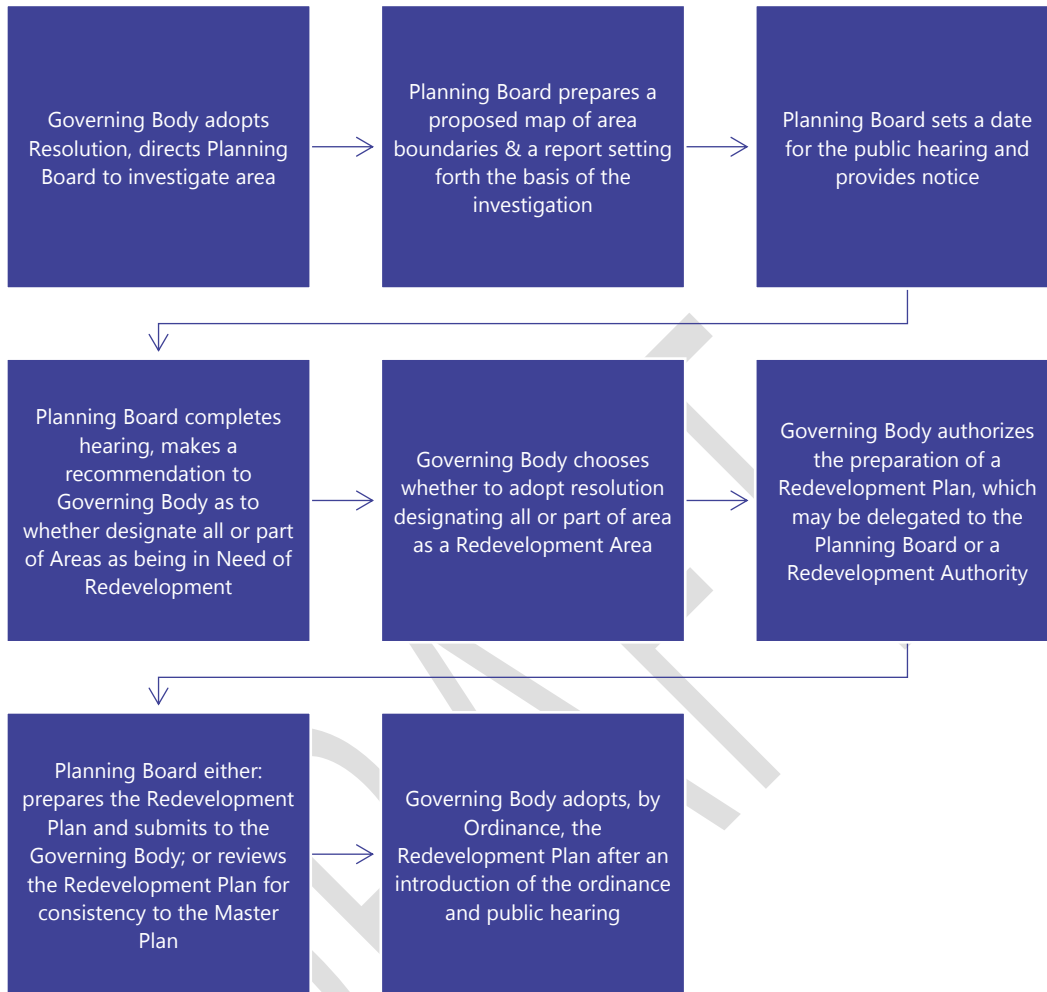 Governing Body adopts
Resolution, directs Planning
Board to investigate area
Planning Board prepares a
proposed map of area
boundaries & a report setting
forth the basis of the
investigation
Planning Board sets a date
for the public hearing and
provides notice
Planning Board completes
hearing, makes a
recommendation to
Governing Body as to
whether designate all or part
of Areas as being in Need of
Redevelopment
Governing Body chooses
whether to adopt resolution
designating all or part of area
as a Redevelopment Area
Governing Body authorizes
the preparation of a
Redevelopment Plan, which
may be delegated to the
Planning Board or a
Redevelopment Authority
Planning Board either:
prepares the Redevelopment
Plan and submits to the
Governing Body; or reviews
the Redevelopment Plan for
consistency to the Master
Plan
Governing Body adopts, by
Ordinance, the
Redevelopment Plan after an
introduction of the ordinance
and public hearing